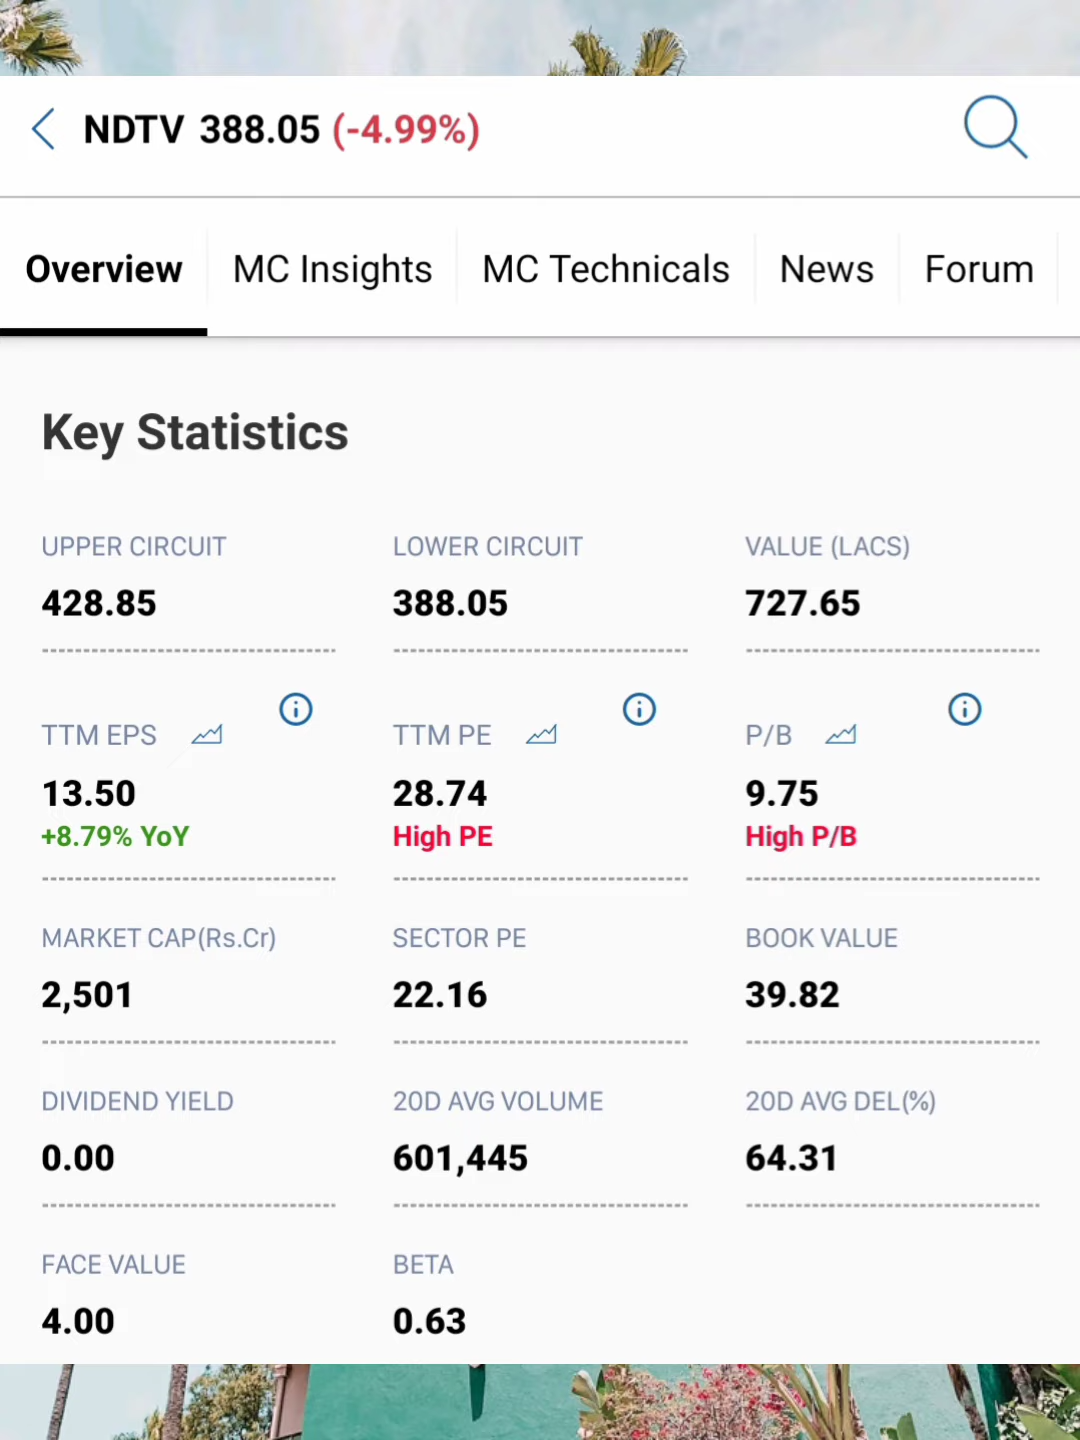 NDTV 388.05 (-4.99%)
Overview MC Insights MC Technicals News Forum
Key Statistics
UPPER CIRCUIT LOWER CIRCUIT VALUE (LACS)
428.85 388.05 727.65
TTM EPS TTM PE P/B
13.50 28.74 9.75
+8.79% YoY High PE High P/B
MARKET CAP(Rs.Cr) SECTOR PE BOOK VALUE
2,501 22.16 39.82
DIVIDEND YIELD 20D AVG VOLUME 20D AVG DEL(%)
0.00 601,445 64.31
FACE VALUE BETA
4.00 0.63